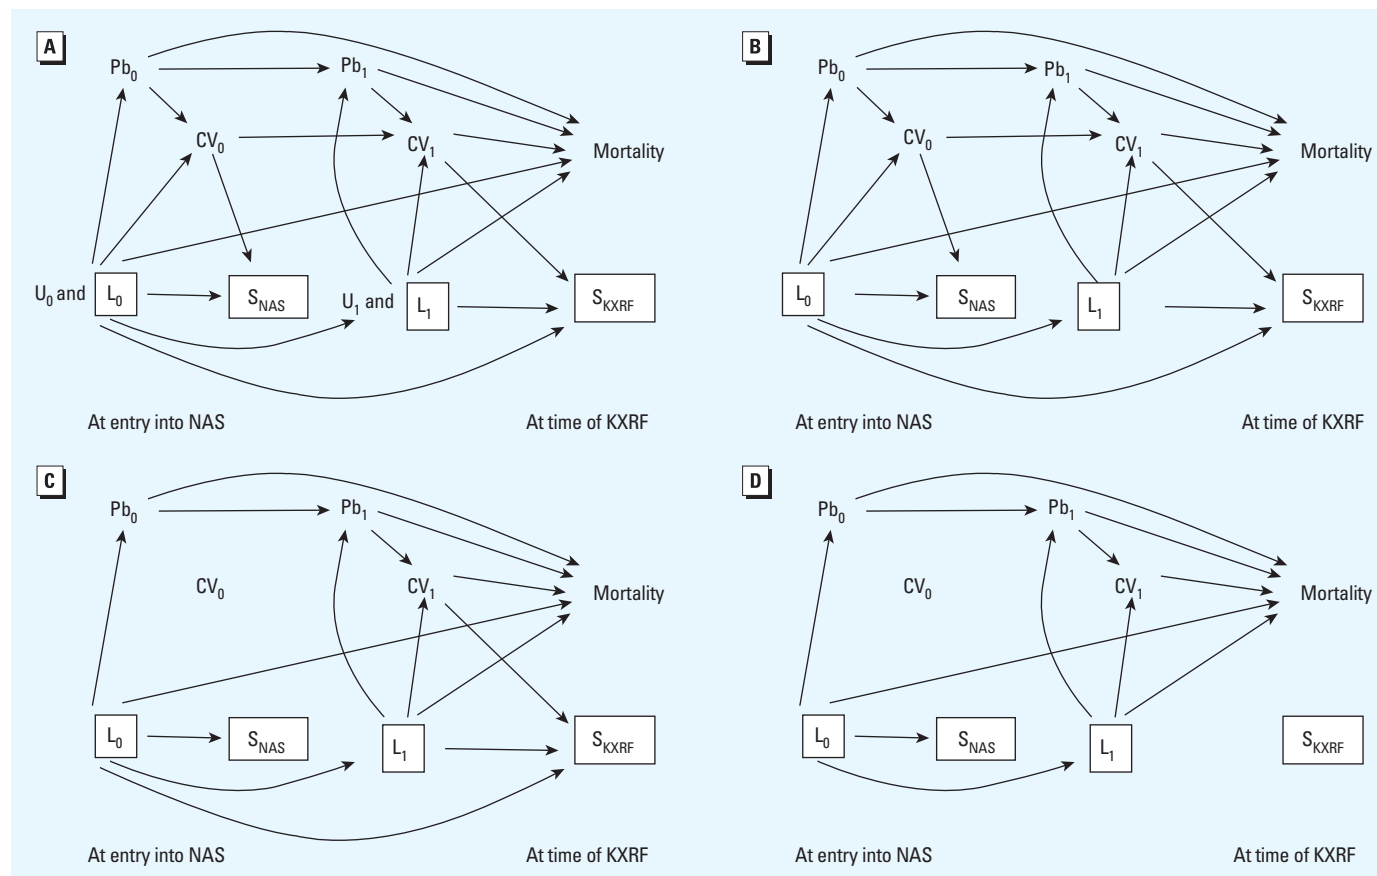 A
Pb0
Pb1
CV0
CV1
Mortality
U0 and L0
SNAS
U1 and L1
SKXRF
At entry into NAS
At time of KXRF
B
Pb0
Pb1
CV0
CV1
Mortality
L0
SNAS
L1
SKXRF
At entry into NAS
At time of KXRF
C
Pb0
Pb1
CV0
CV1
Mortality
L0
SNAS
L1
SKXRF
At entry into NAS
At time of KXRF
D
Pb0
Pb1
CV0
CV1
Mortality
L0
SNAS
L1
SKXRF
At entry into NAS
At time of KXRF